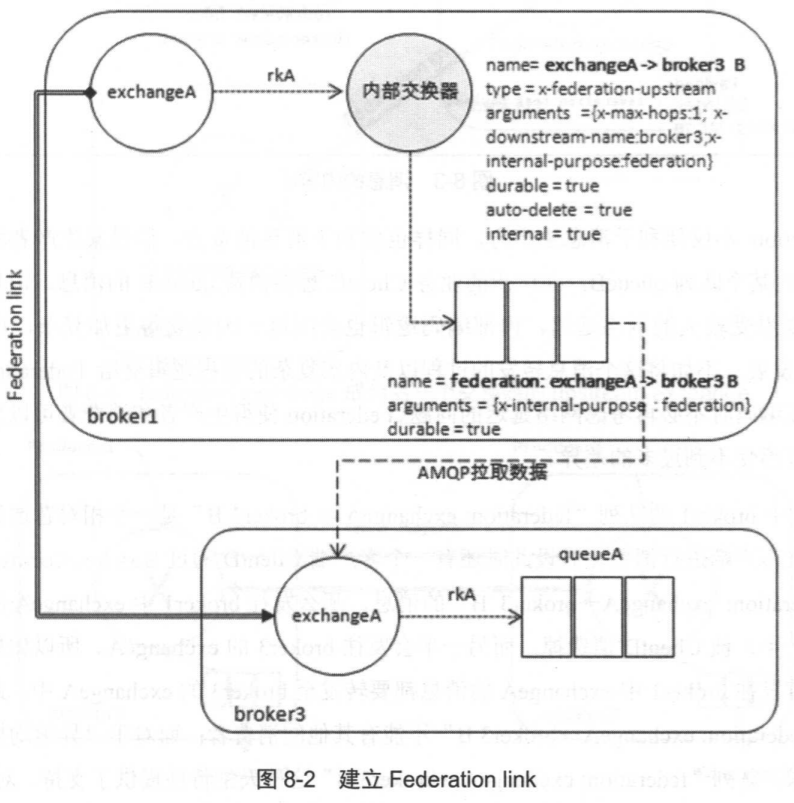 exchangeA
rkA
内部交换器
name= exchangeA -> broker3 B
type = x-federation-upstream
arguments ={x-max-hops:1; x-
downstream-name:broker3;x-
internal-purpose:federation}
durable = true
auto-delete = true
internal = true
Federation link
name = federation: exchangeA -> broker3 B
arguments = {x-internal-purpose : federation}
durable = true
broker1
AMQP拉取数据
exchangeA
rkA
queueA
broker3
图 8-2 建立 Federation link